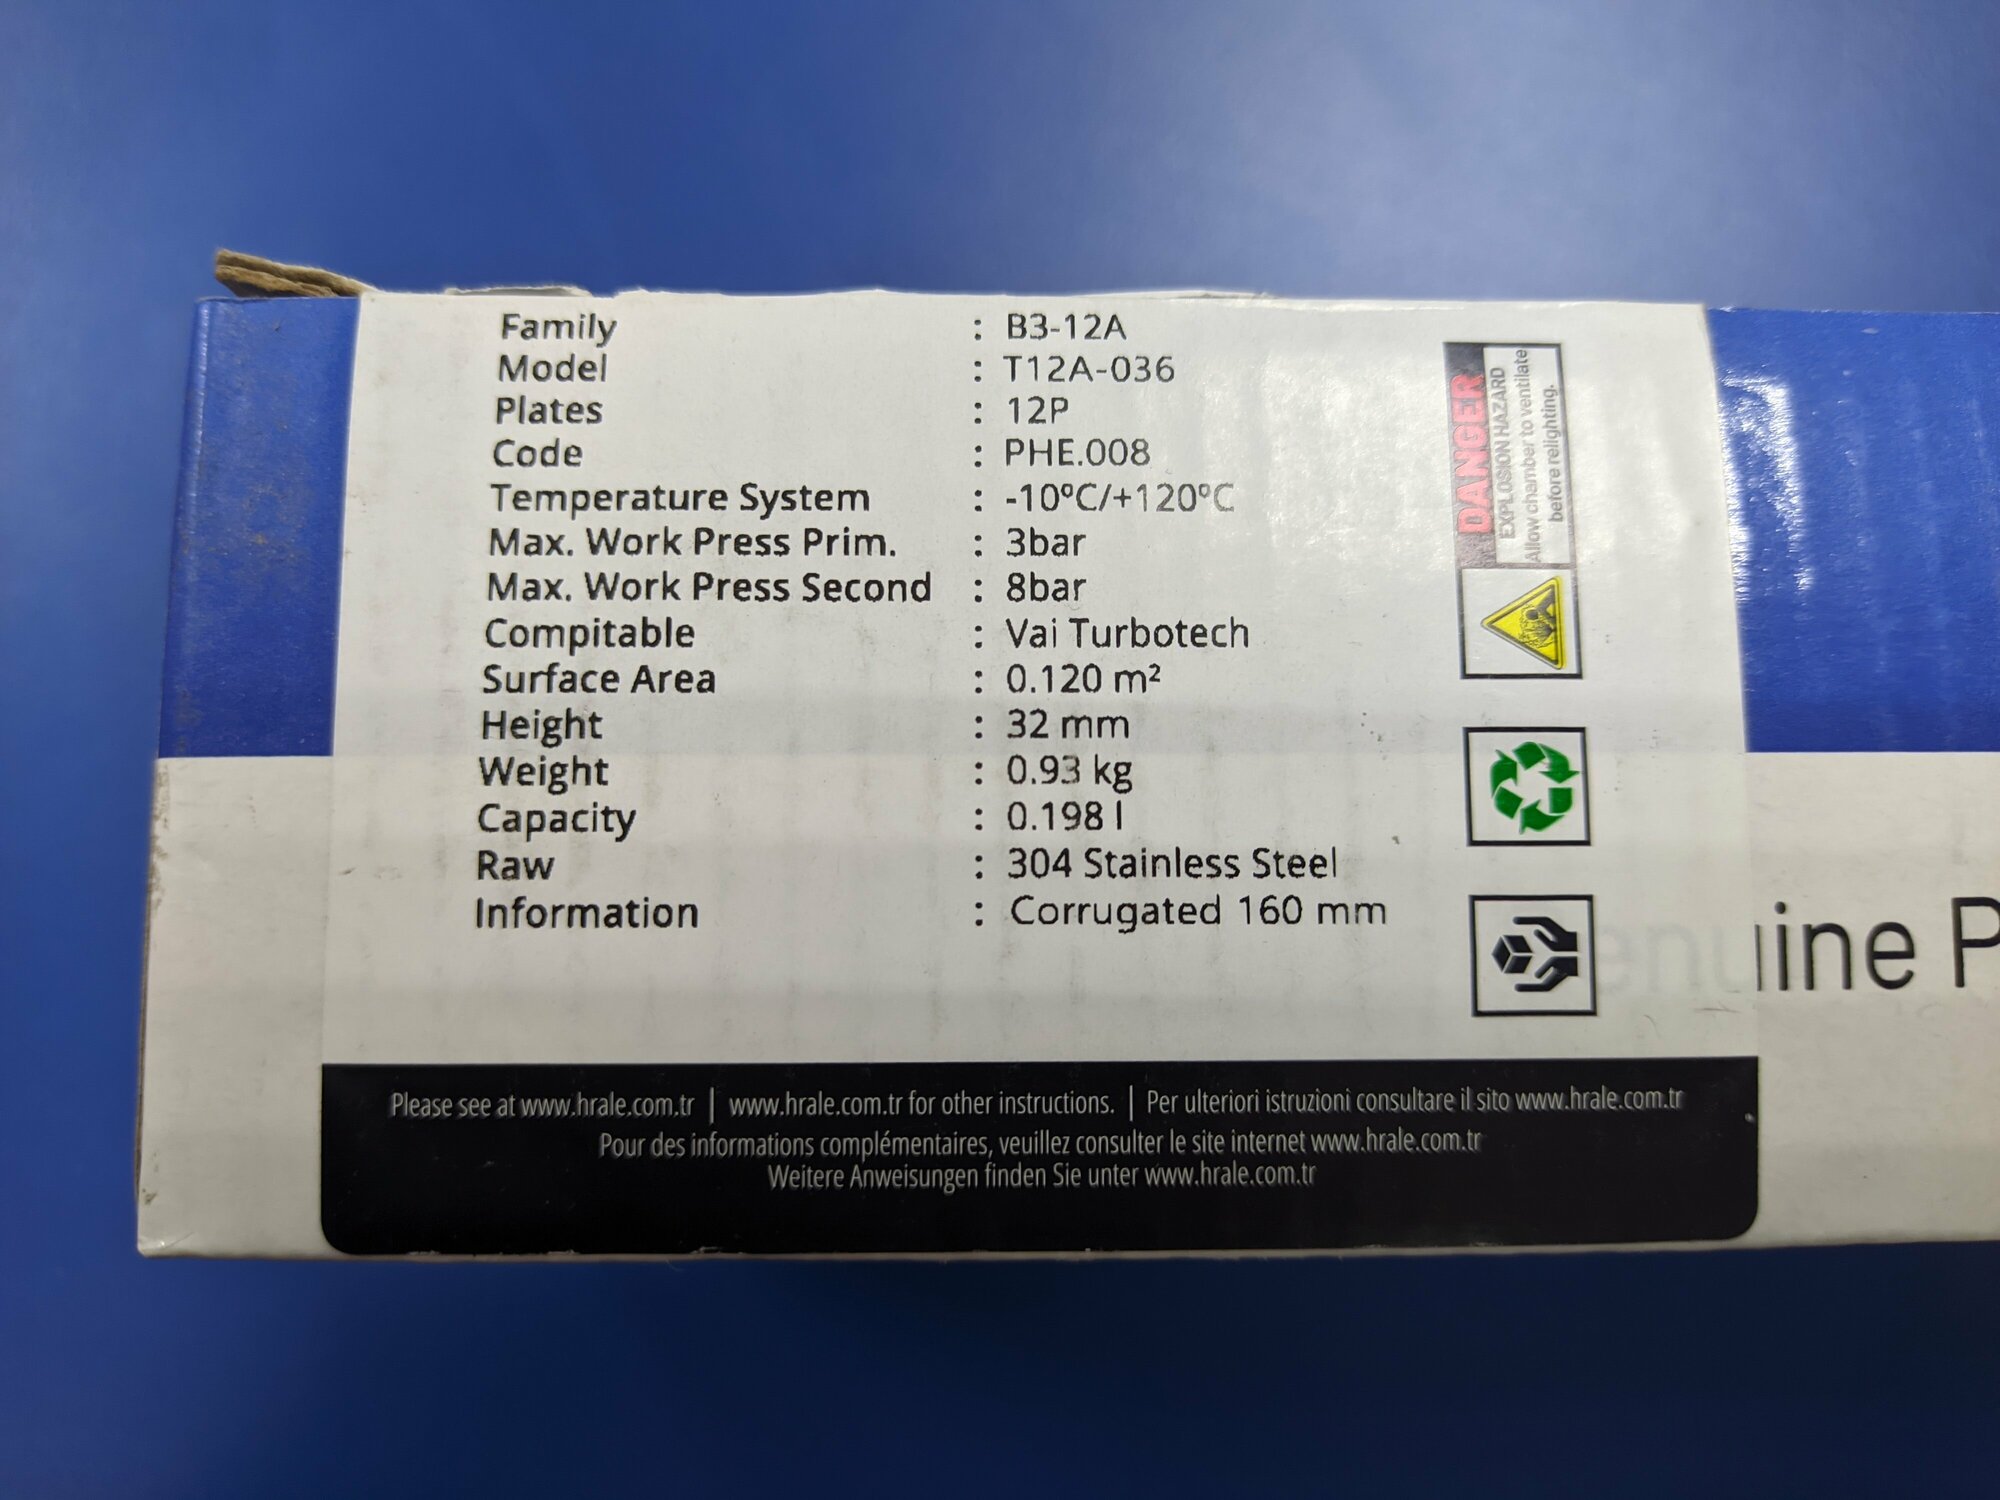 Family : B3-12A
Model : T12A-036
Plates : 12P
Code : PHE.008
Temperature System : -10ºC/+120ºC
Max. Work Press Prim. : 3bar
Max. Work Press Second : 8bar
Compitable : Vai Turbotech
Surface Area : 0.120 m²
Height : 32 mm
Weight : 0.93 kg
Capacity : 0.198 l
Raw : 304 Stainless Steel
Information : Corrugated 160 mm
DANGER
EXPLOSION HAZARD
Allow chamber to ventilate
before relighting.
enuine P
Please see at www.hrale.com.tr | www.hrale.com.tr for other instructions. | Per ulteriori istruzioni consultare il sito www.hrale.com.tr
Pour des informations complémentaires, veuillez consulter le site internet www.hrale.com.tr
Weitere Anweisungen finden Sie unter www.hrale.com.tr